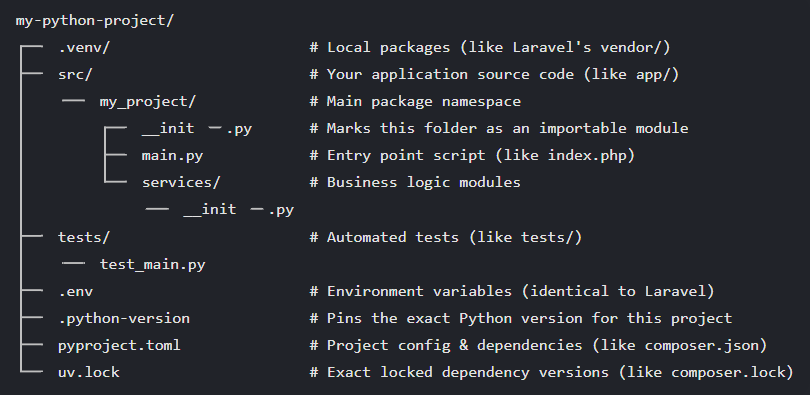 my-python-project/
├── .venv/ # Local packages (like Laravel's vendor/)
├── src/ # Your application source code (like app/)
│   ── my_project/ # Main package namespace
│       ├── __init ─.py # Marks this folder as an importable module
│       ├── main.py # Entry point script (like index.php)
│       └── services/ # Business logic modules
│           ── __init ─.py
├── tests/ # Automated tests (like tests/)
│   ── test_main.py
├── .env # Environment variables (identical to Laravel)
├── .python-version # Pins the exact Python version for this project
├── pyproject.toml # Project config & dependencies (like composer.json)
└── uv.lock # Exact locked dependency versions (like composer.lock)